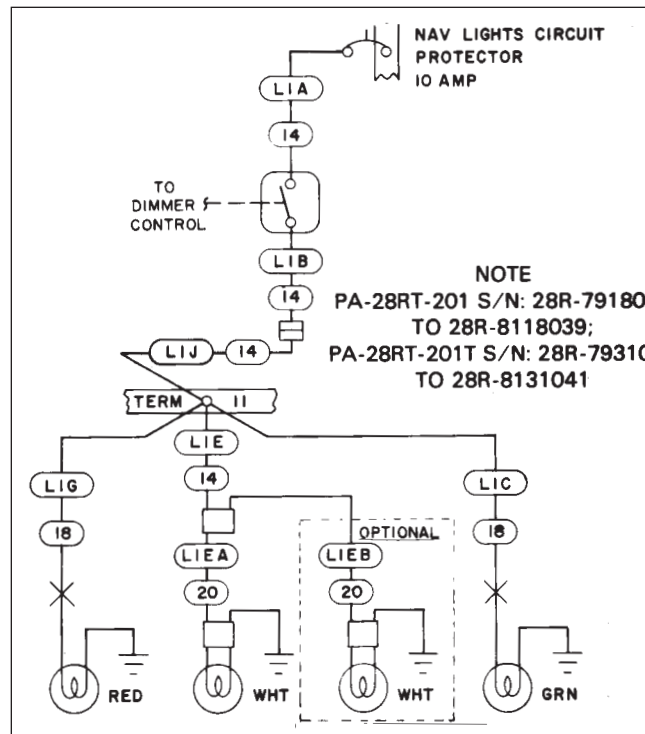 NAV LIGHTS CIRCUIT
PROTECTOR
10 AMP
L1A
14
TO
DIMMER
CONTROL
L1B
14
NOTE
PA-28RT-201 S/N: 28R-79180
TO 28R-8118039;
PA-28RT-201T S/N: 28R-79310
TO 28R-8131041
L1J
14
TERM 11
L1E
L1G
14
L1C
18
OPTIONAL
18
L1EA
L1EB
20
20
RED
WHT
WHT
GRN